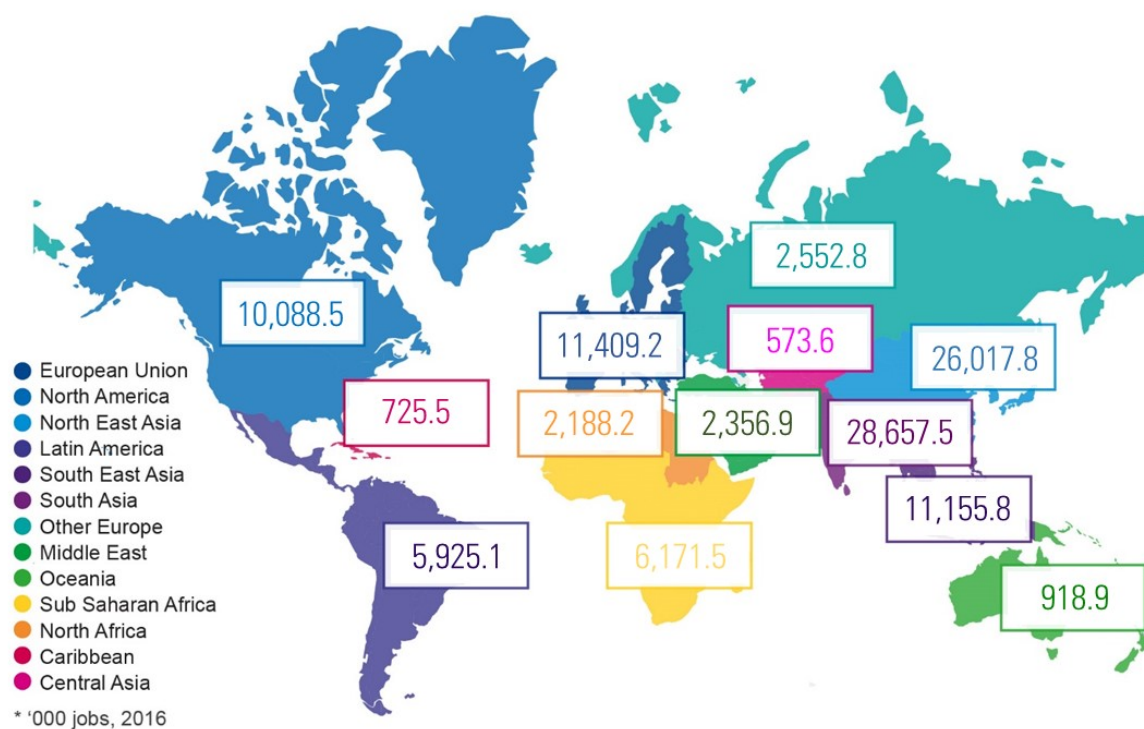 2,552.8
10,088.5
11,409.2
573.6
26,017.8
725.5
2,188.2
2,356.9
28,657.5
11,155.8
5,925.1
6,171.5
918.9
European Union
North America
North East Asia
Latin America
South East Asia
South Asia
Other Europe
Middle East
Oceania
Sub Saharan Africa
North Africa
Caribbean
Central Asia
* ‘000 jobs, 2016